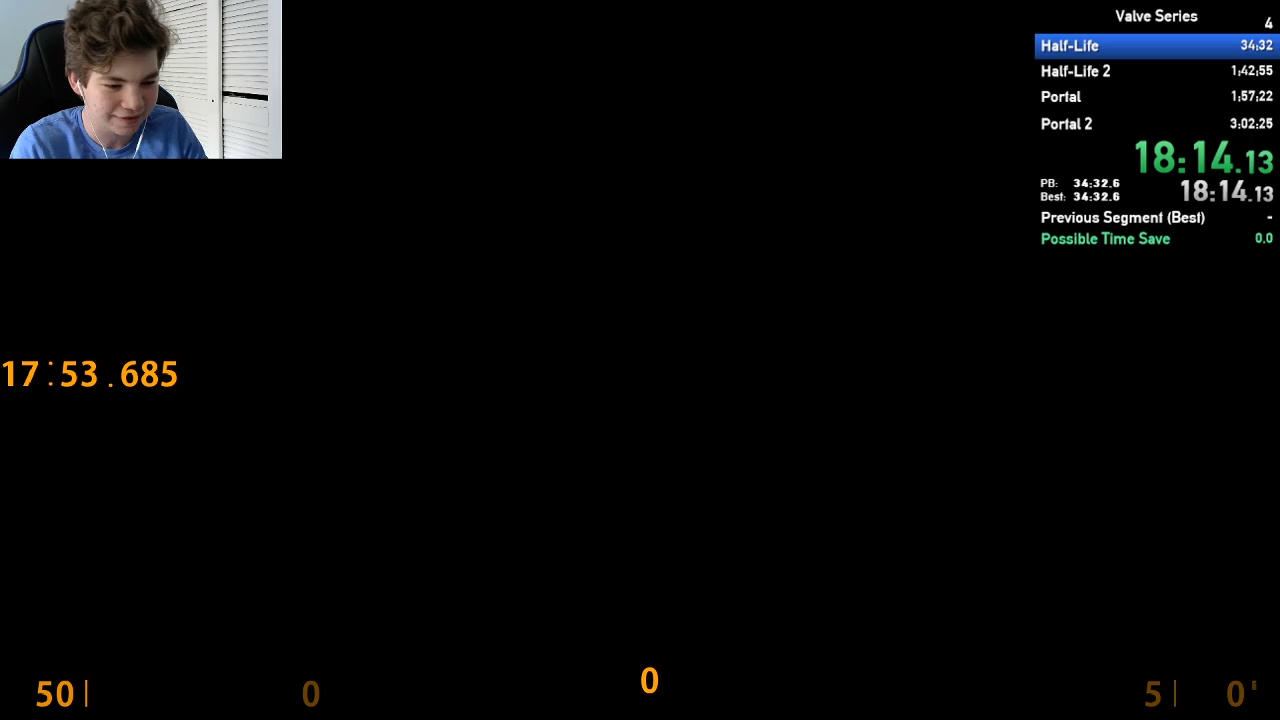 Valve Series
4
Half-Life 34:32
Half-Life 2 1:42:55
Portal 1:57:22
Portal 2 3:02:25
18:14.13
PB: 34:32.6
Best: 34:32.6
18:14.13
Previous Segment (Best) -
Possible Time Save 0.0
17:53.685
50| 0 0 5| 0